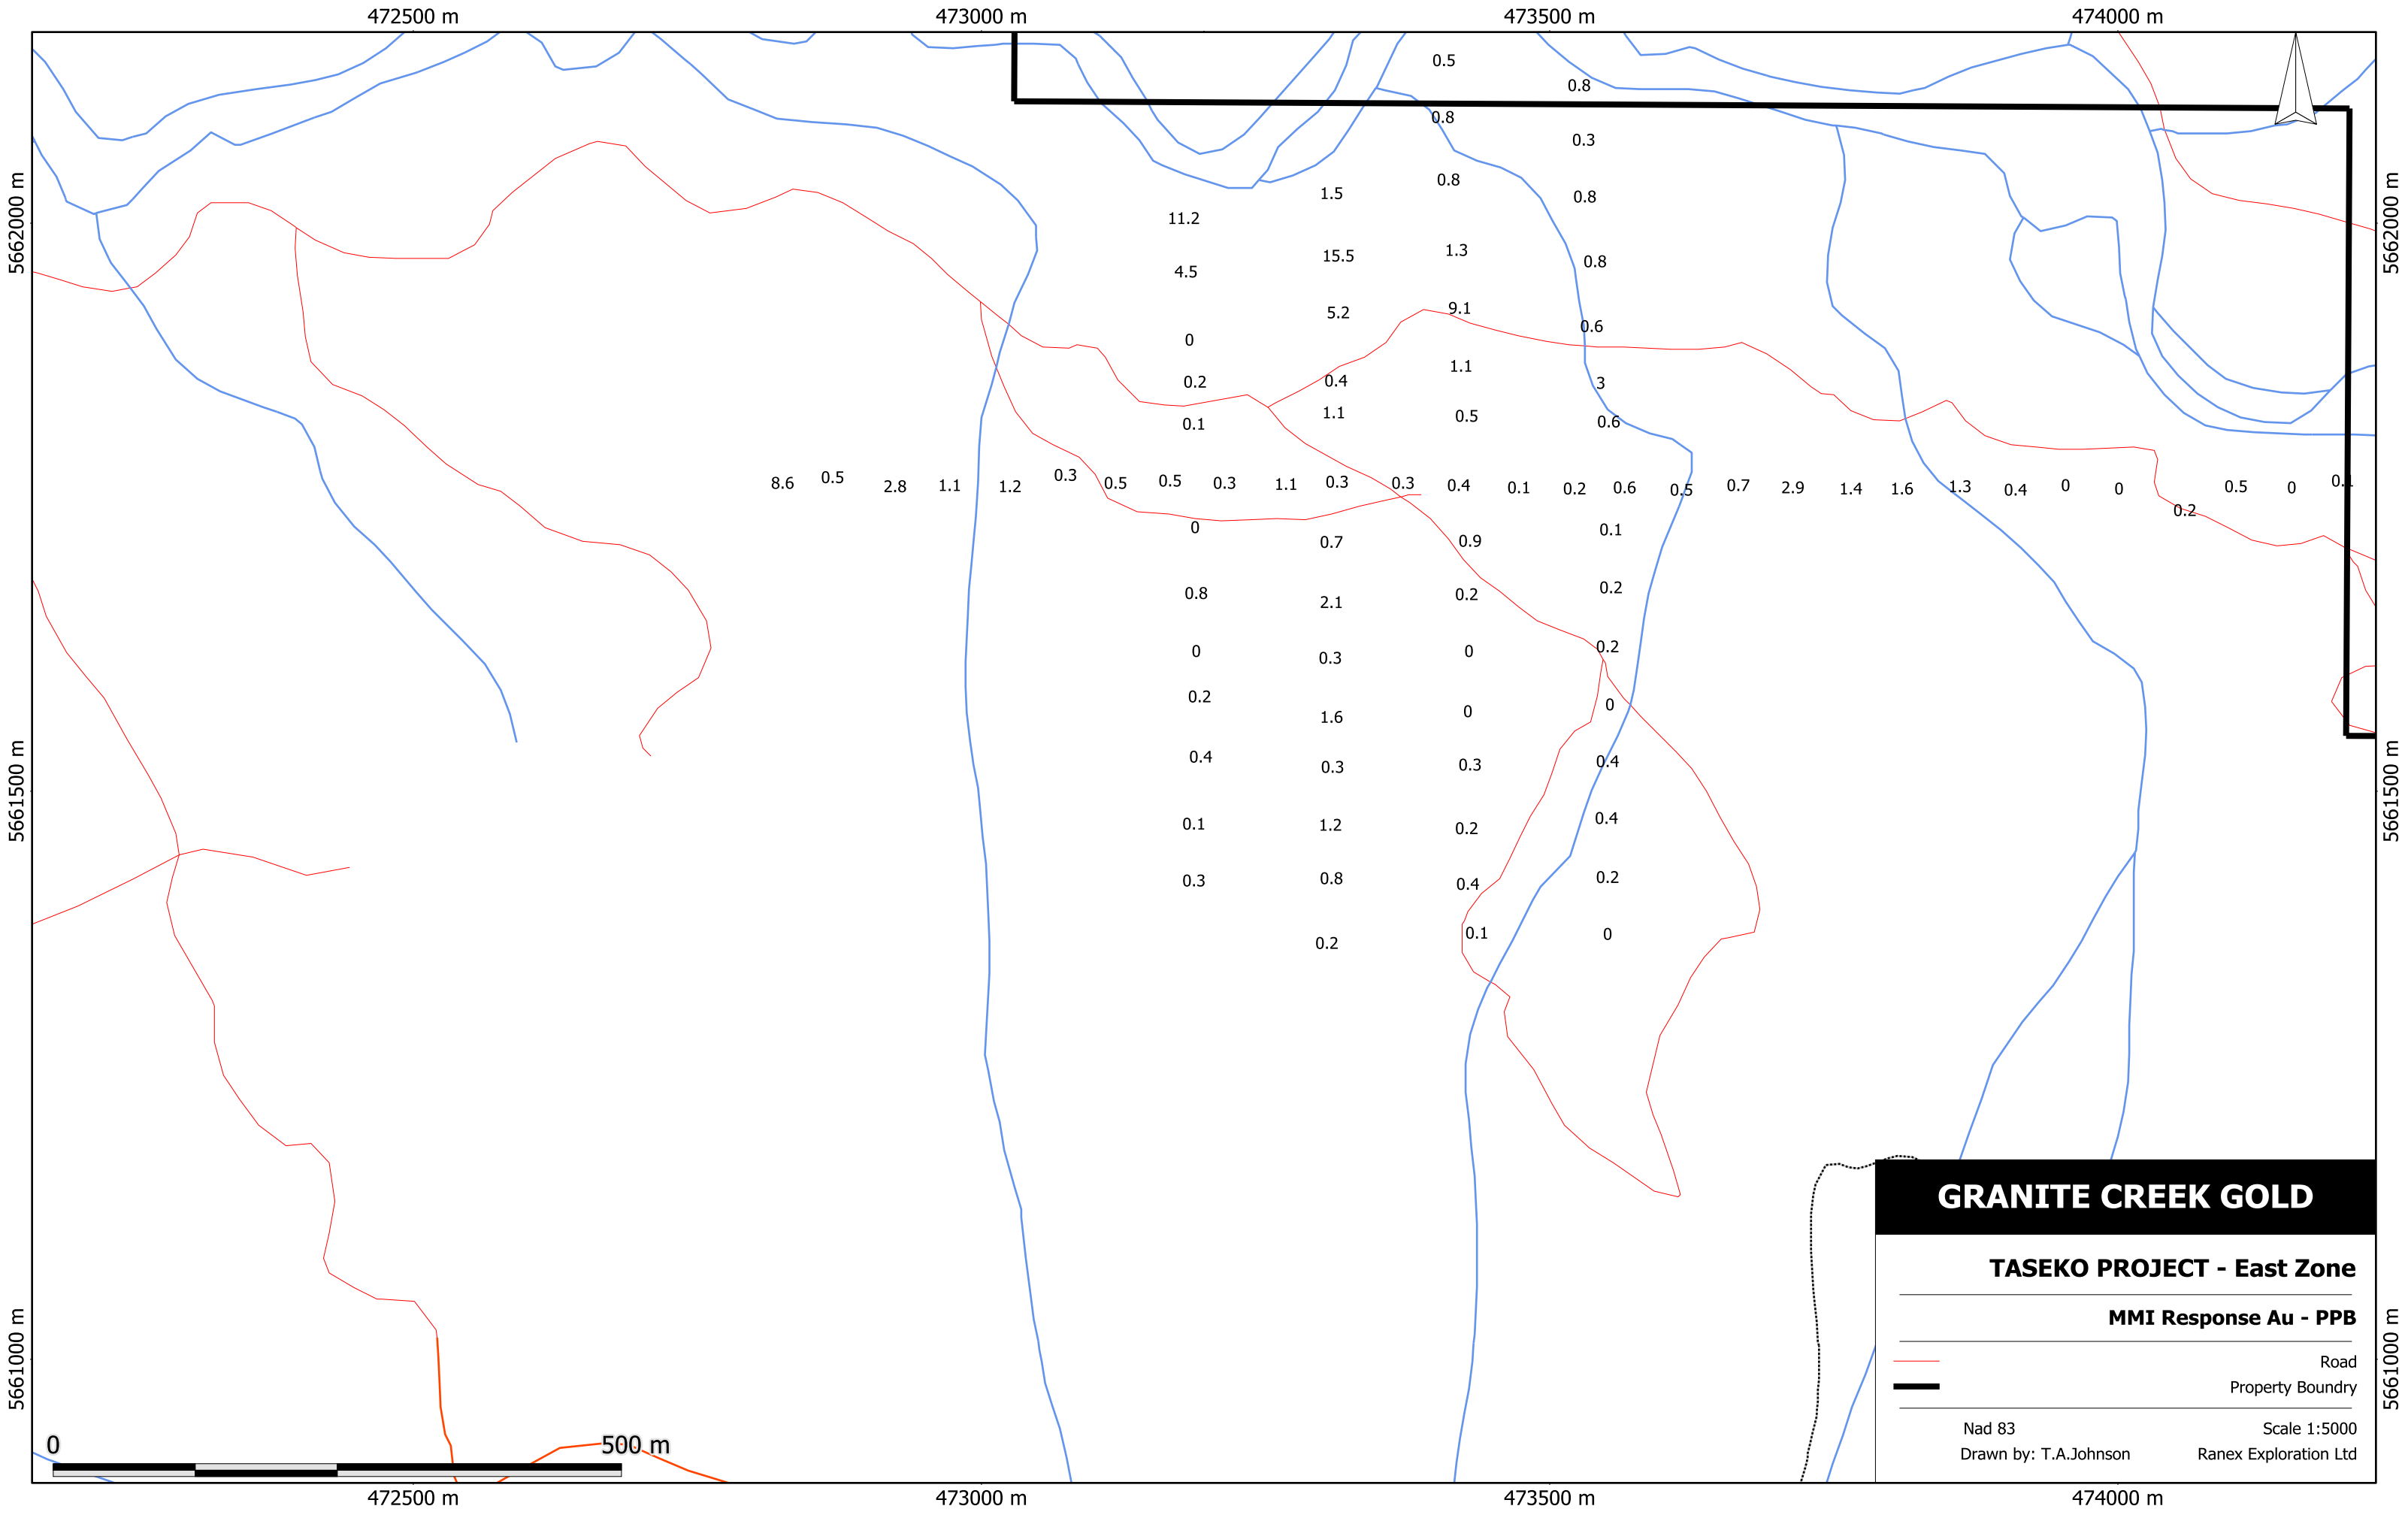 472500 m 473000 m 473500 m 474000 m
5662000 m 5662000 m
5661500 m 5661500 m
5661000 m 5661000 m
0.5
0.8
0.8
0.3
0.8
1.5
0.8
11.2
1.3
15.5
0.8
4.5
9.1
5.2
0.6
0
1.1
0.2 0.4 3
1.1
0.5
0.1 0.6
8.6 0.5 2.8 1.1 1.2 0.3 0.5 0.5 0.3 1.1 0.3 0.3 0.4 0.1 0.2 0.6 0.5 0.7 2.9 1.4 1.6 1.3 0.4 0 0 0.2 0.5 0 0.1
0 0.1
0.7 0.9
0.8 0.2 0.2
2.1
0 0.3 0 0.2
0.2 0
1.6 0
0.4 0.3 0.3 0.4
0.1 1.2 0.2 0.4
0.3 0.8 0.4 0.2
0.2 0.1 0
GRANITE CREEK GOLD
TASEKO PROJECT - East Zone
MMI Response Au - PPB
Road
Property Boundry
Nad 83 Scale 1:5000
Drawn by: T.A.Johnson Ranex Exploration Ltd
0 500 m
472500 m 473000 m 473500 m 474000 m